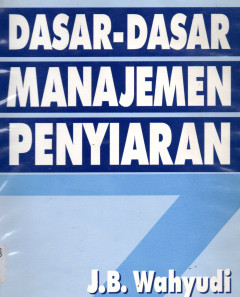 DASAR-DASAR
MANAJEMEN
PENYIARAN
J.B. Wahyudi